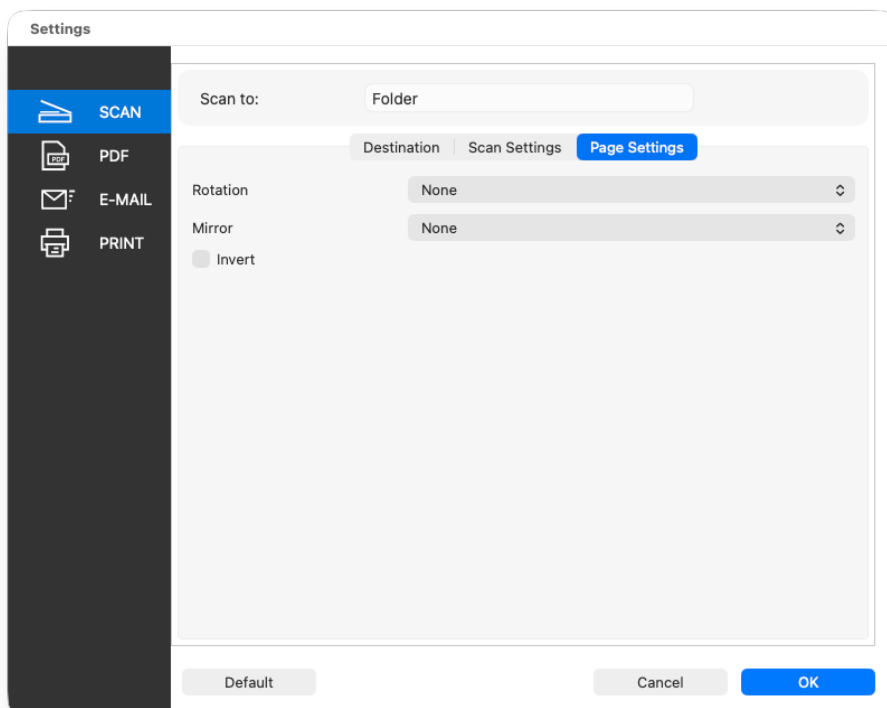 Settings
SCAN
PDF
PDF
E-MAIL
PRINT
Scan to:
Folder
Destination
Scan Settings
Page Settings
Rotation
None
Mirror
None
Invert
Default
Cancel
OK